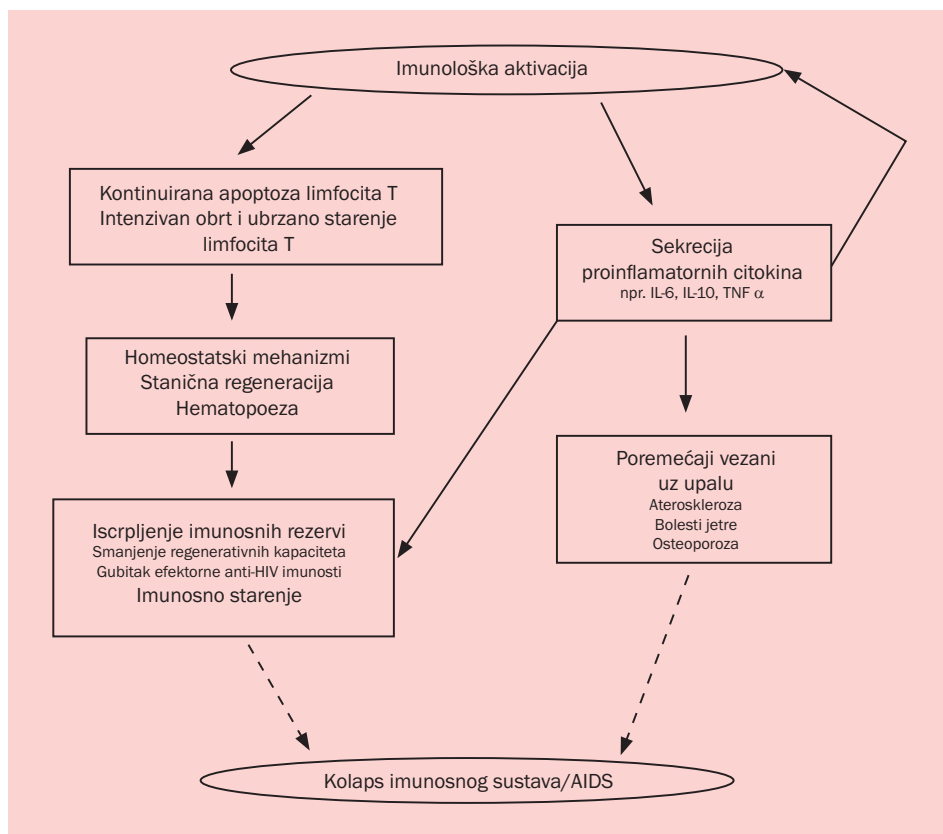 Imunološka aktivacija
Kontinuirana apoptoza limfocita T
Intenzivan obrt i ubrzano starenje
limfocita T
Sekrecija
proinflamatornih citokina
npr. IL-6, IL-10, TNF α
Homeostatski mehanizmi
Stanična regeneracija
Hematopoeza
Poremećaji vezani
uz upalu
Ateroskleroza
Bolesti jetre
Osteoporoza
Iscrpljenje imunosnih rezervi
Smanjenje regenerativnih kapaciteta
Gubitak efektorne anti-HIV imunosti
Imunosno starenje
Kolaps imunosnog sustava/AIDS